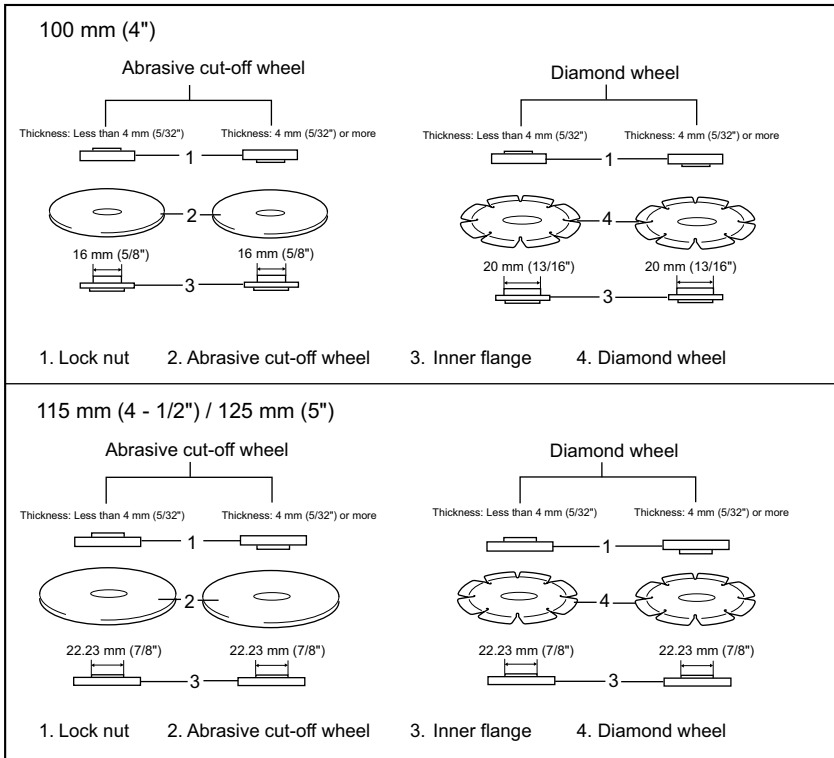 100 mm (4")
Abrasive cut-off wheel
Diamond wheel
Thickness: Less than 4 mm (5/32")
Thickness: 4 mm (5/32") or more
Thickness: Less than 4 mm (5/32")
Thickness: 4 mm (5/32") or more
1
1
2
4
16 mm (5/8")
16 mm (5/8")
20 mm (13/16")
20 mm (13/16")
3
3
1. Lock nut 2. Abrasive cut-off wheel 3. Inner flange 4. Diamond wheel
115 mm (4 - 1/2") / 125 mm (5")
Abrasive cut-off wheel
Diamond wheel
Thickness: Less than 4 mm (5/32")
Thickness: 4 mm (5/32") or more
Thickness: Less than 4 mm (5/32")
Thickness: 4 mm (5/32") or more
1
1
2
4
22.23 mm (7/8")
22.23 mm (7/8")
22.23 mm (7/8")
22.23 mm (7/8")
3
3
1. Lock nut 2. Abrasive cut-off wheel 3. Inner flange 4. Diamond wheel